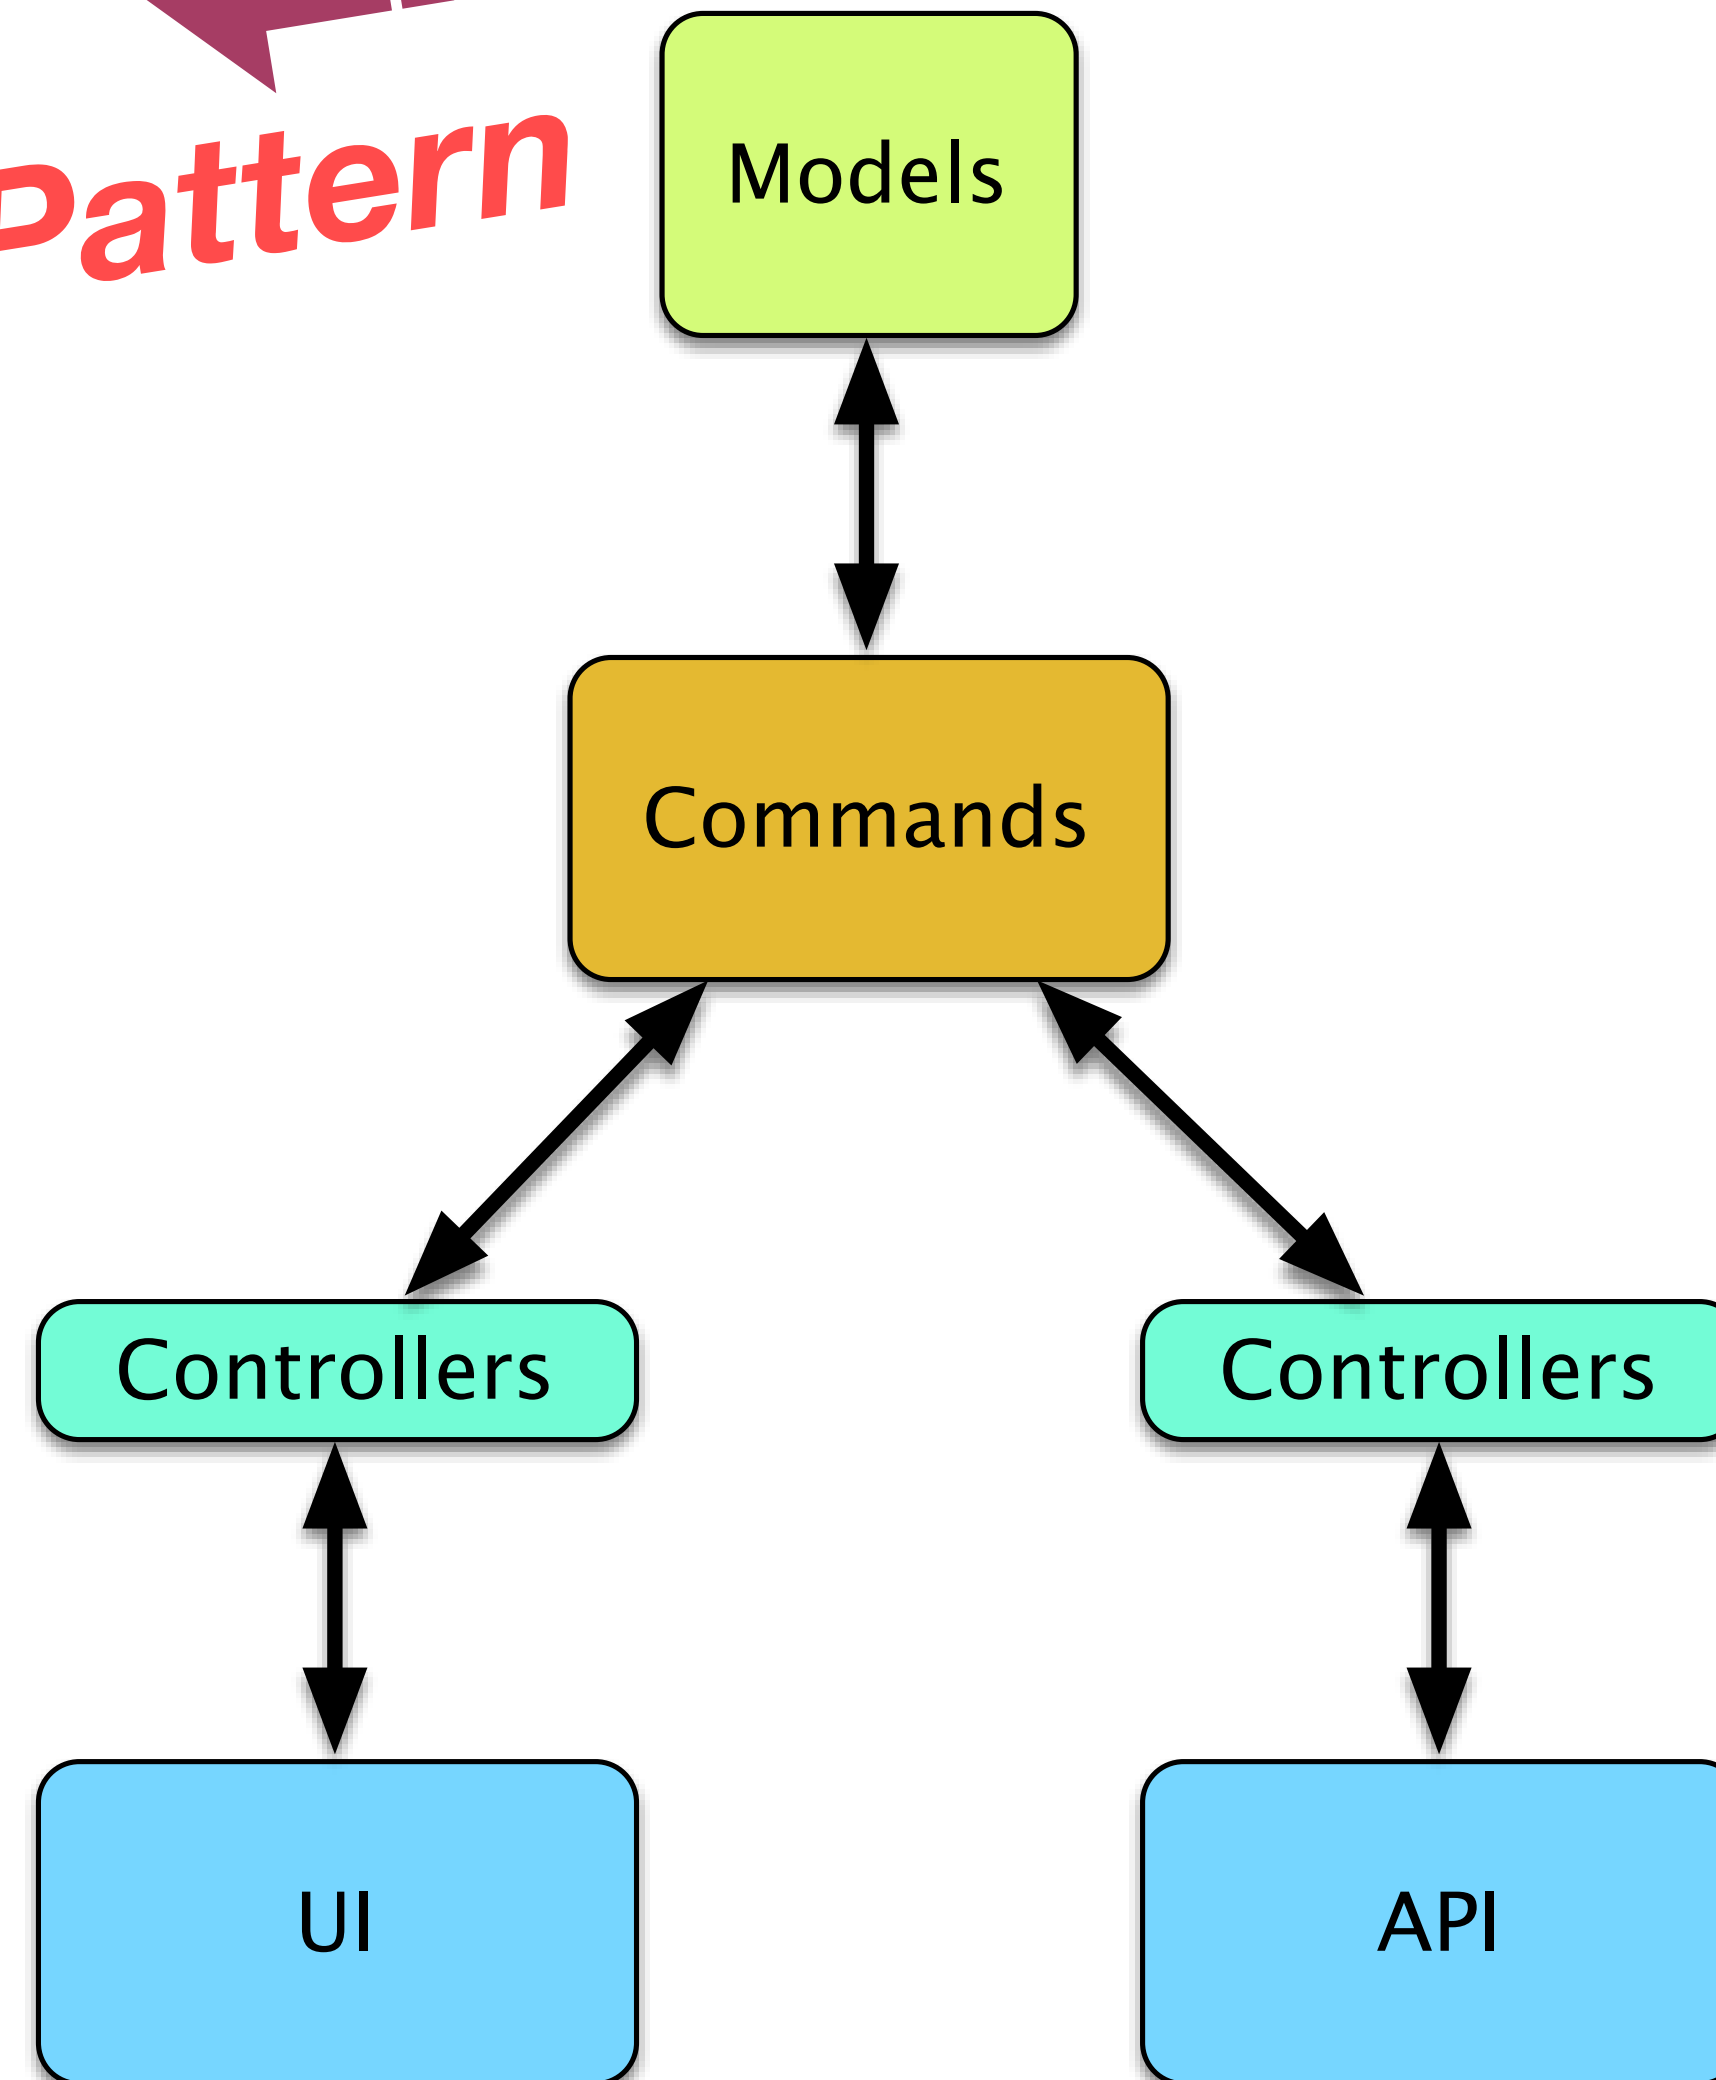 Models
Pattern
Commands
Controllers
Controllers
UI
API